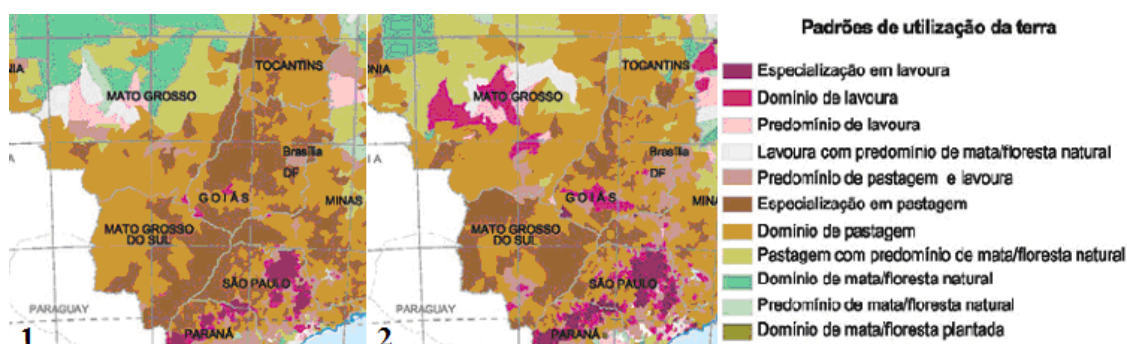 NIA
TOCANTINS
MATO GROSSO
Brasília
DF
GOIÁS
MINAS
MATO GROSSO
DO SUL
SÃO PAULO
PARAGUAY
PARANÁ
1
NIA
TOCANTINS
MATO GROSSO
A
Brasília
DF
GOIÁS
MINAS
MATO GROSSO
DO SUL
SÃO PAULO
PARAGUAY
PARANÁ
2
Padrões de utilização da terra
Especialização em lavoura
Domínio de lavoura
Predomínio de lavoura
Lavoura com predomínio de mata/floresta natural
Predomínio de pastagem e lavoura
Especialização em pastagem
Domínio de pastagem
Pastagem com predomínio de mata/floresta natural
Domínio de mata/floresta natural
Predomínio de mata/floresta natural
Domínio de mata/floresta plantada